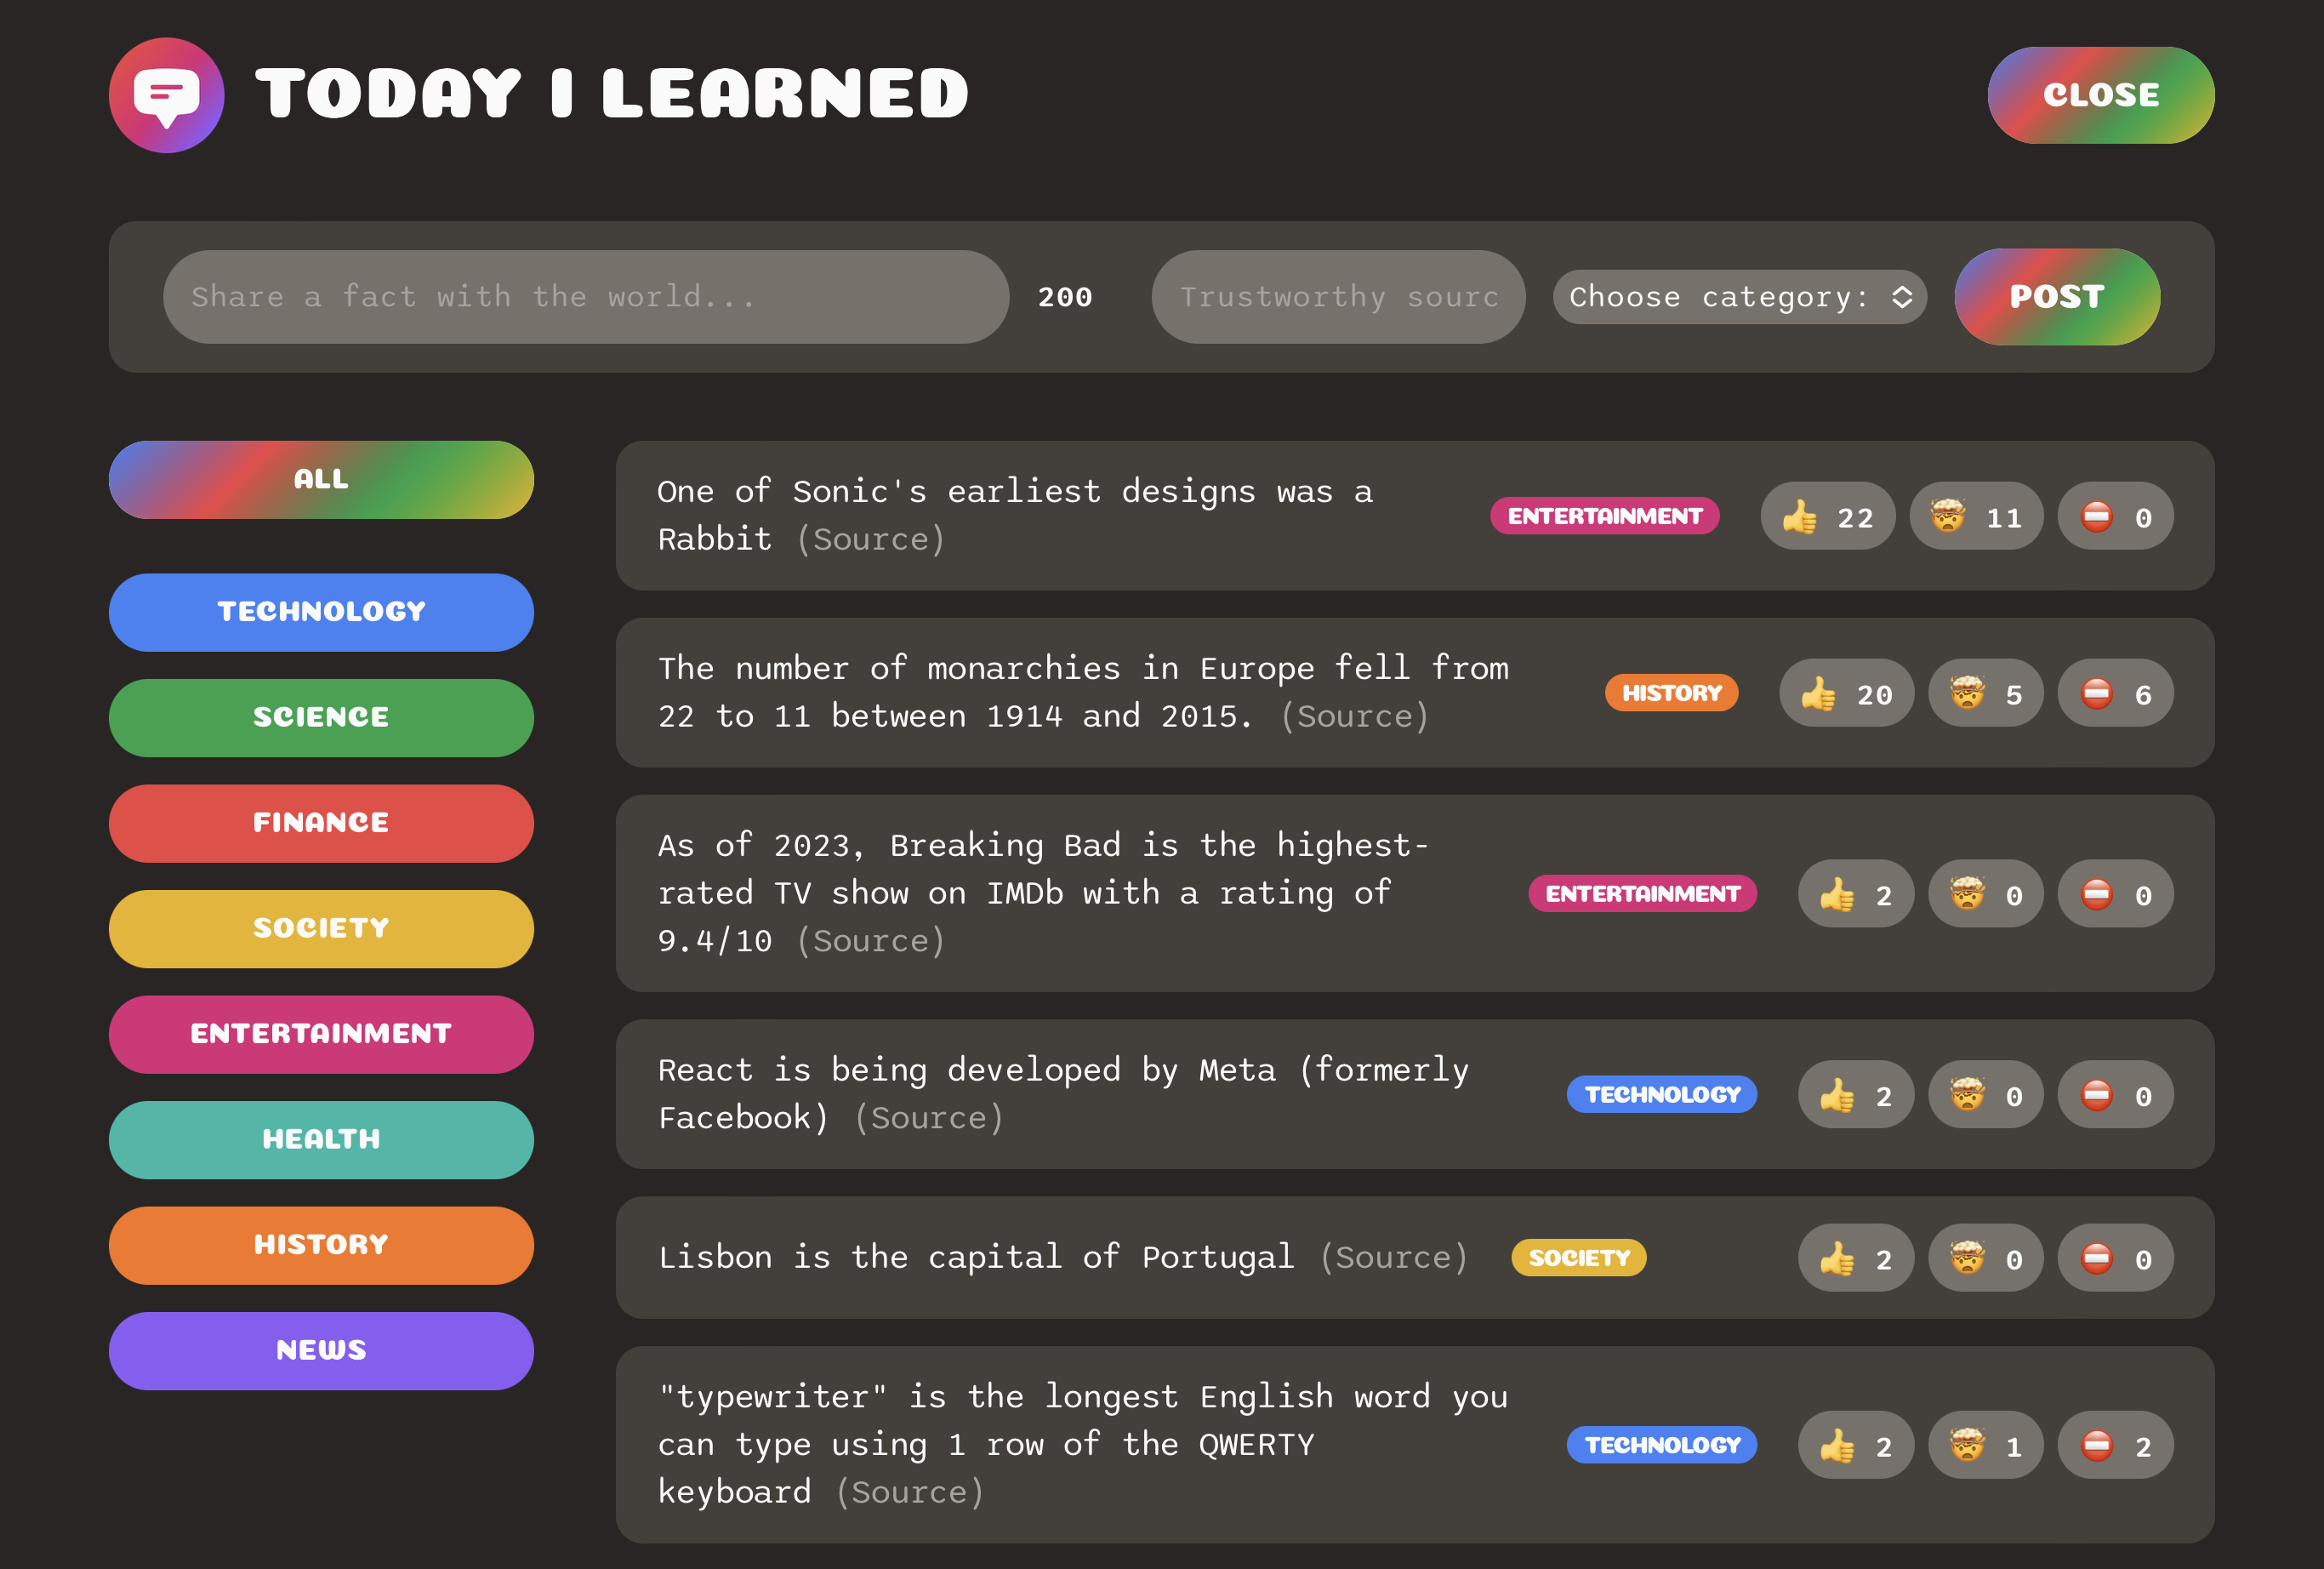 TODAY I LEARNED
CLOSE
Share a fact with the world...
200
Trustworthy sourc
Choose category:
POST
ALL
TECHNOLOGY
SCIENCE
FINANCE
SOCIETY
ENTERTAINMENT
HEALTH
HISTORY
NEWS
One of Sonic's earliest designs was a
Rabbit (Source)
ENTERTAINMENT
👍 22
🤯 11
⛔ 0
The number of monarchies in Europe fell from
22 to 11 between 1914 and 2015. (Source)
HISTORY
👍 20
🤯 5
⛔ 6
As of 2023, Breaking Bad is the highest-
rated TV show on IMDb with a rating of
9.4/10 (Source)
ENTERTAINMENT
👍 2
🤯 0
⛔ 0
React is being developed by Meta (formerly
Facebook) (Source)
TECHNOLOGY
👍 2
🤯 0
⛔ 0
Lisbon is the capital of Portugal (Source)
SOCIETY
👍 2
🤯 0
⛔ 0
"typewriter" is the longest English word you
can type using 1 row of the QWERTY
keyboard (Source)
TECHNOLOGY
👍 2
🤯 1
⛔ 2